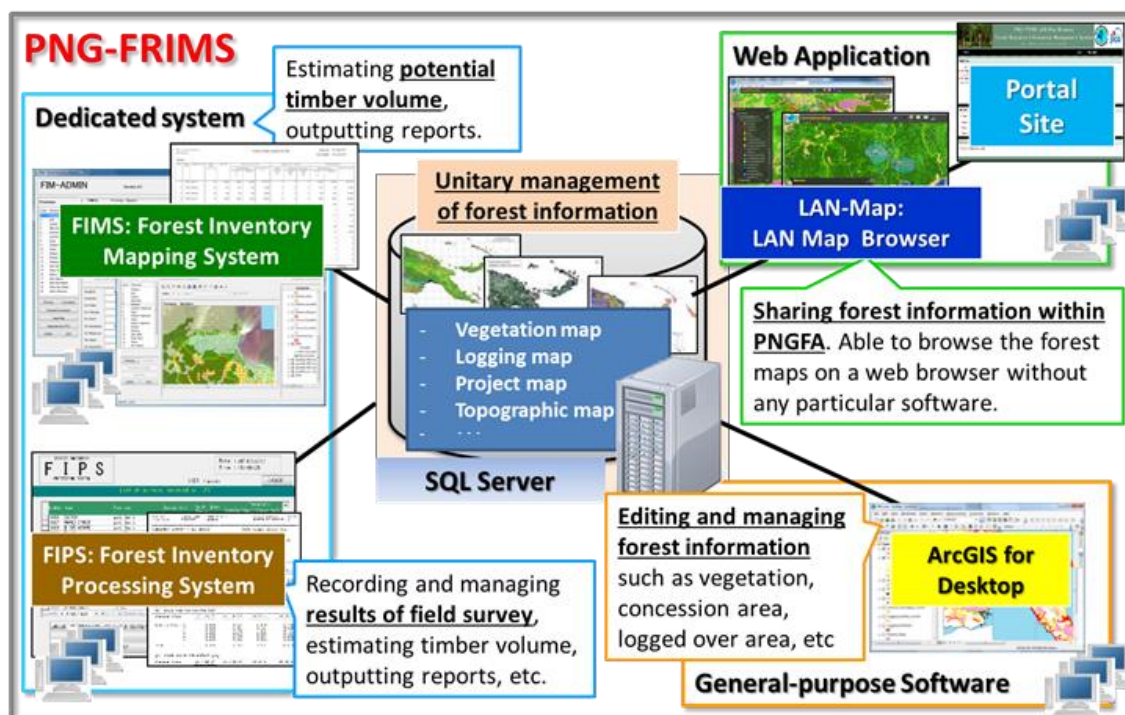 PNG-FRIMS
Dedicated system
Estimating potential
timber volume,
outputting reports.
FIM-ADMIN
FIMS: Forest Inventory
Mapping System
FIPS
FIPS: Forest Inventory
Processing System
Recording and managing
results of field survey,
estimating timber volume,
outputting reports, etc.
Unitary management
of forest information
- Vegetation map
- Logging map
- Project map
- Topographic map
- ---
SQL Server
Web Application
Portal
Site
LAN-Map:
LAN Map Browser
Sharing forest information within
PNGFA. Able to browse the forest
maps on a web browser without
any particular software.
Editing and managing
forest information
such as vegetation,
concession area,
logged over area, etc
ArcGIS for
Desktop
General-purpose Software